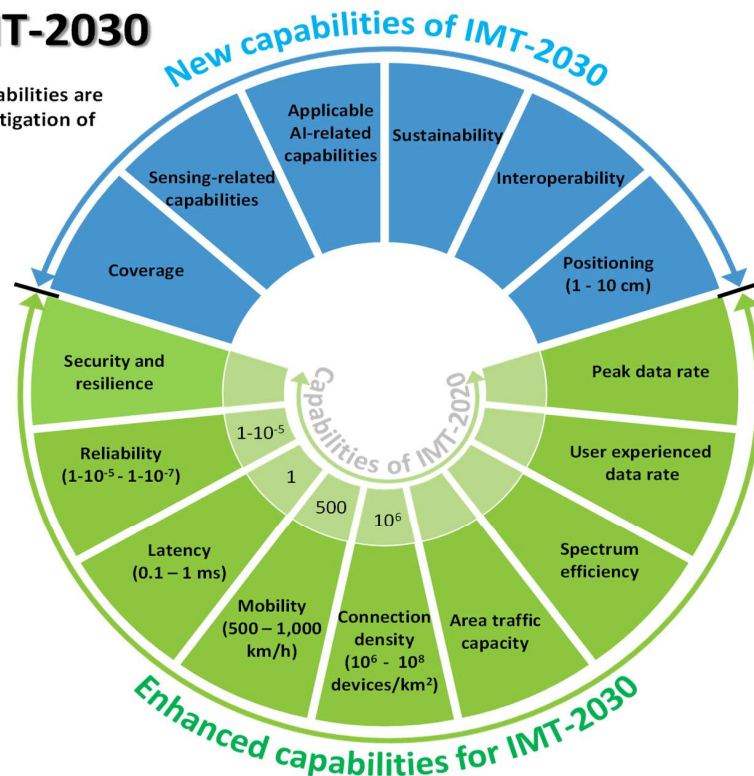 MT-2030
abilities are
tigation of
New capabilities of IMT-2030
Coverage
Sensing-related
capabilities
Applicable
AI-related
capabilities
Sustainability
Interoperability
Positioning
(1 - 10 cm)
Security and
resilience
Reliability
(1-10⁻⁵ - 1-10⁻⁷)
Latency
(0.1 – 1 ms)
Mobility
(500 – 1,000
km/h)
Connection
density
(10⁶ - 10⁸
devices/km²)
Area traffic
capacity
Spectrum
efficiency
User experienced
data rate
Peak data rate
1-10⁻⁵
1
500
10⁶
Capabilities of IMT-2020
Enhanced capabilities for IMT-2030